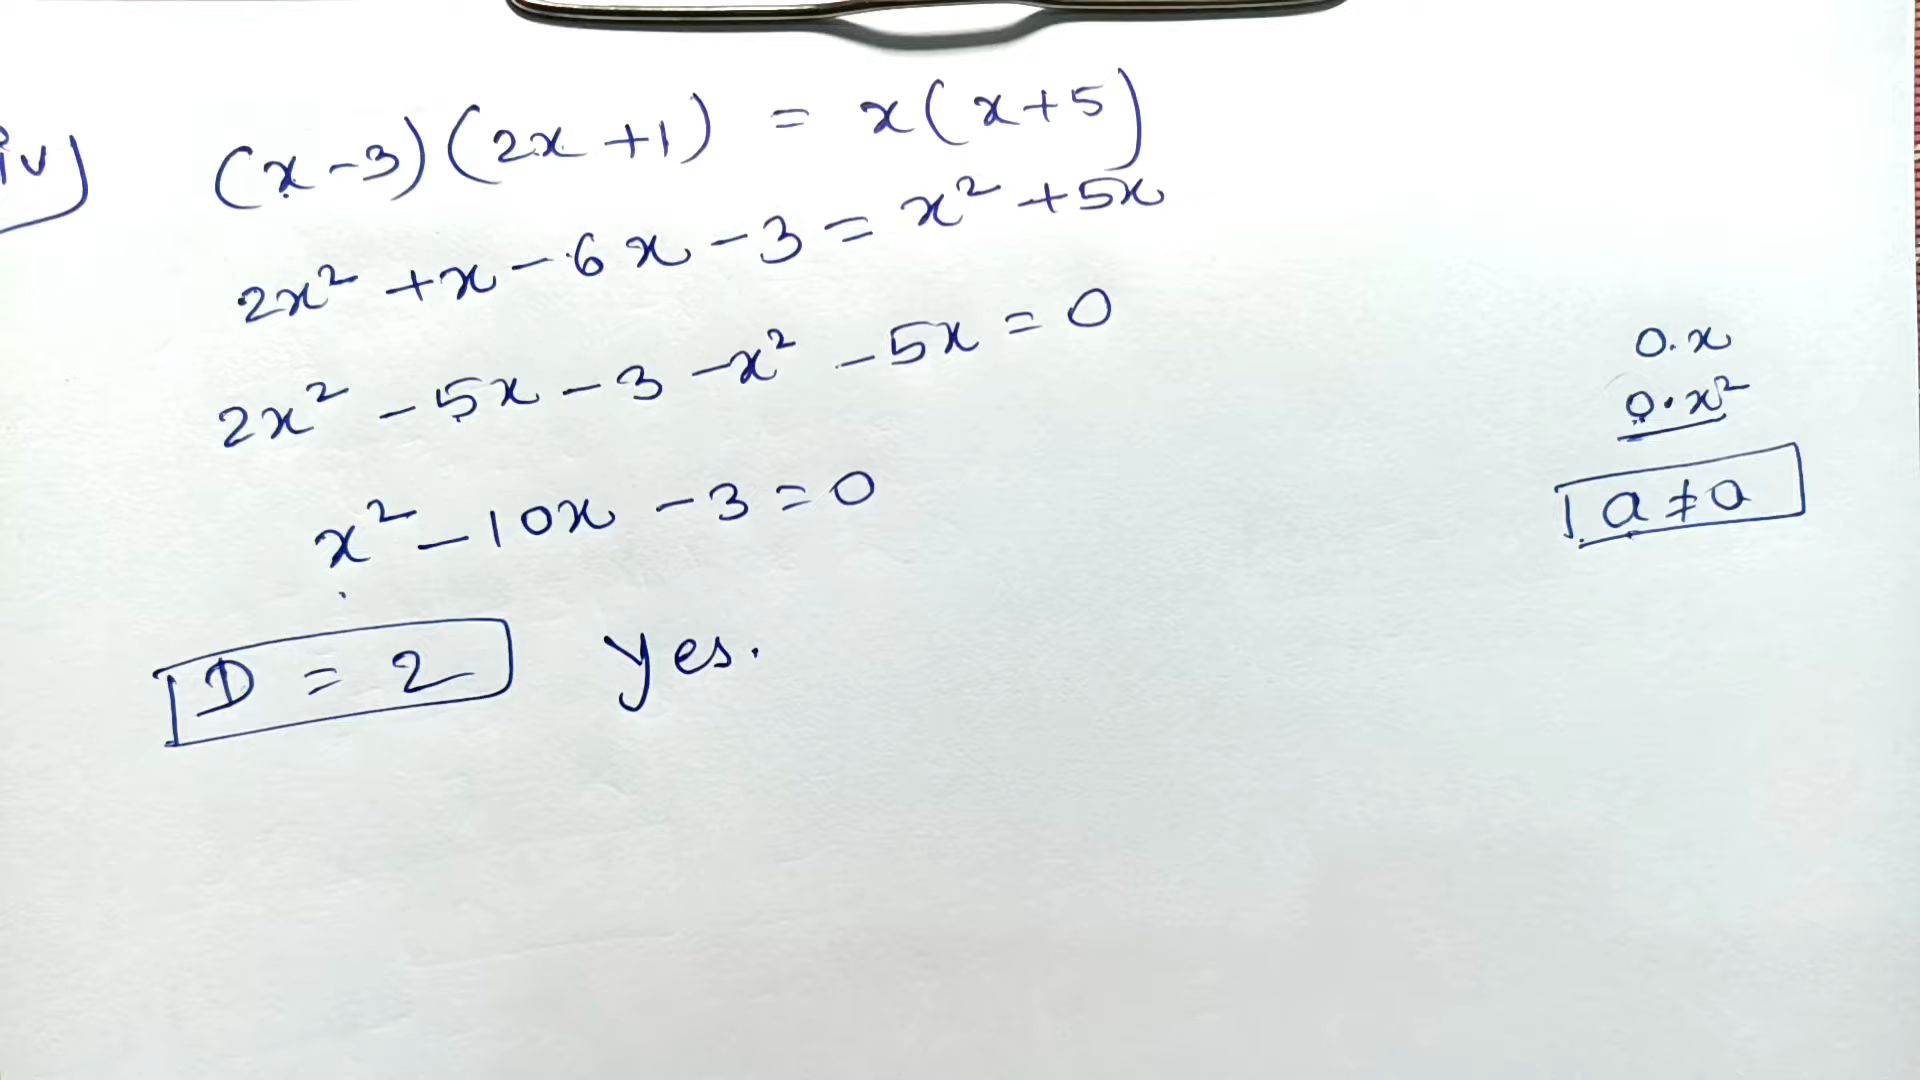 iv) (x-3)(2x+1) = x(x+5)
2x² +x-6x-3=x²+5x
2x² -5x-3-x² -5x=0
x²-10x-3=0
D = 2 yes.
0.x
0.x²
a≠0